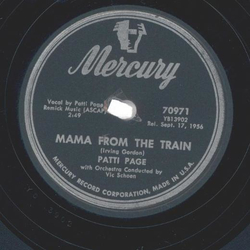 Mercury
Vocal by Patti Page
Remick Music (ASCAP)
2:49
70971
YB13902
Rel. Sept. 17, 1956
MAMA FROM THE TRAIN
(Irving Gordon)
PATTI PAGE
with Orchestra Conducted by
Vic Schoen
MERCURY RECORD CORPORATION, MADE IN U.S.A.